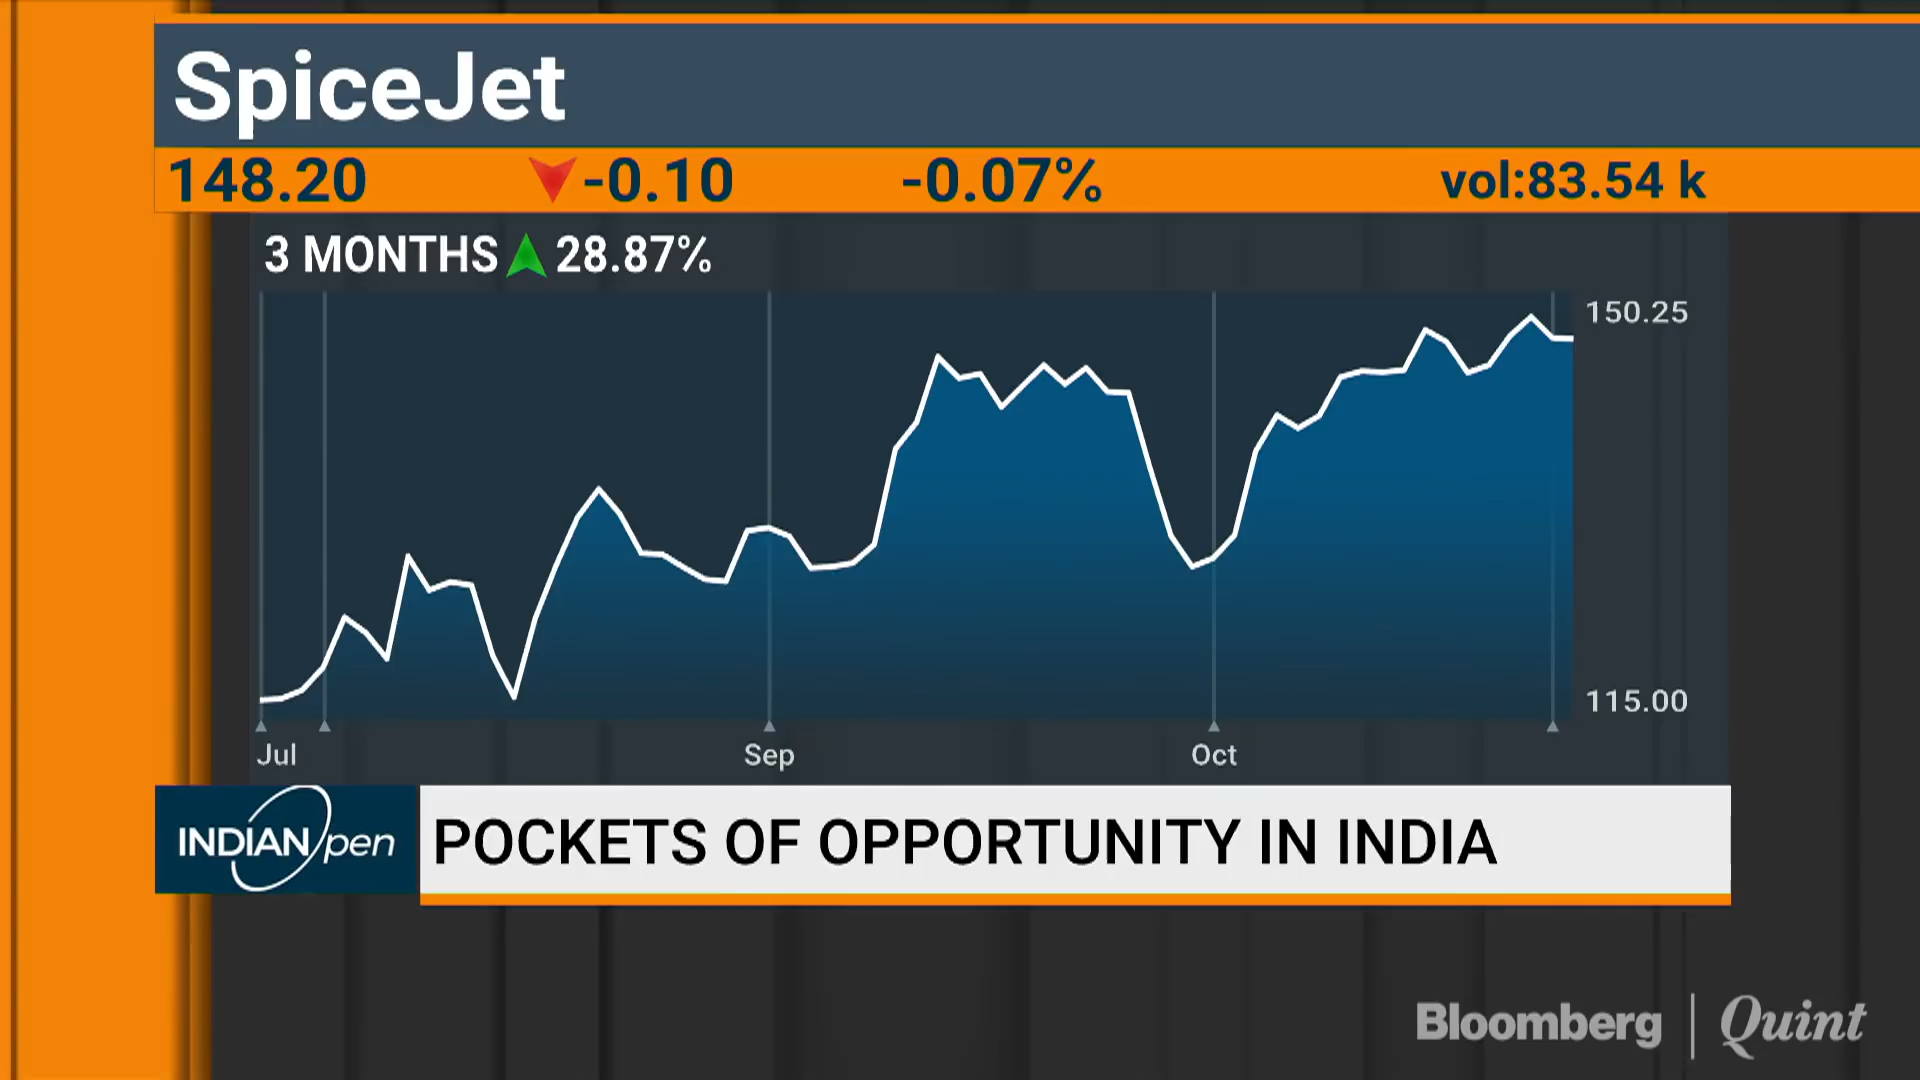 SpiceJet
148.20 -0.10 -0.07% vol:83.54 k
3 MONTHS 28.87%
150.25
115.00
Jul Sep Oct
INDIAN Open POCKETS OF OPPORTUNITY IN INDIA
Bloomberg | Quint